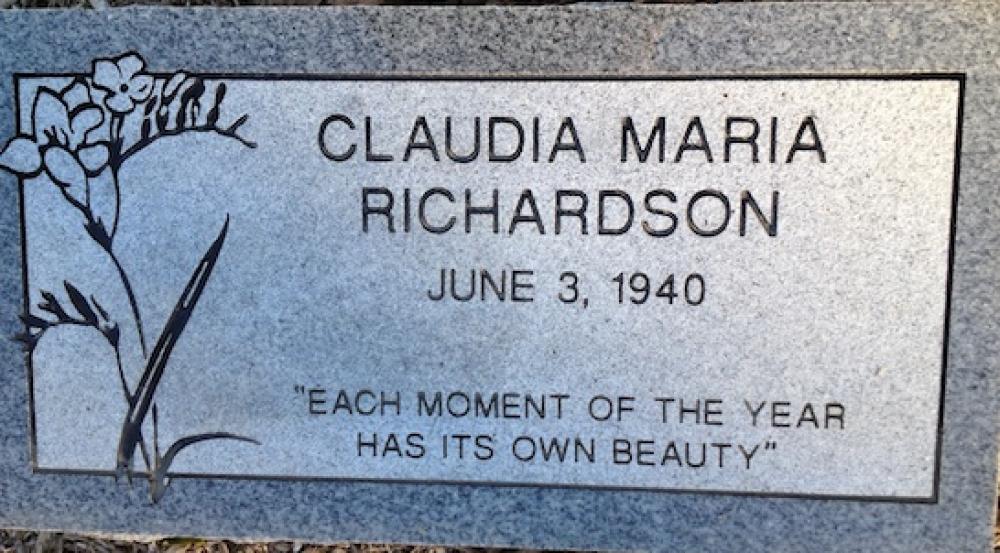 CLAUDIA MARIA
RICHARDSON
JUNE 3, 1940
"EACH MOMENT OF THE YEAR
HAS ITS OWN BEAUTY"